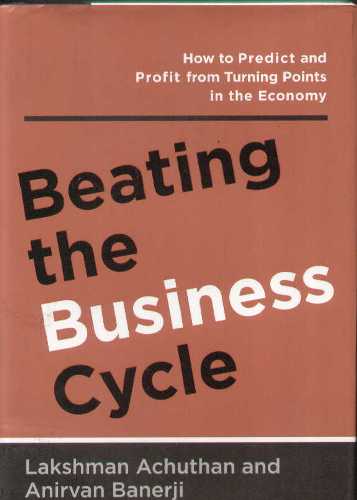 How to Predict and
Profit from Turning Points
in the Economy
Beating
the
Business
Cycle
Lakshman Achuthan and
Anirvan Banerji